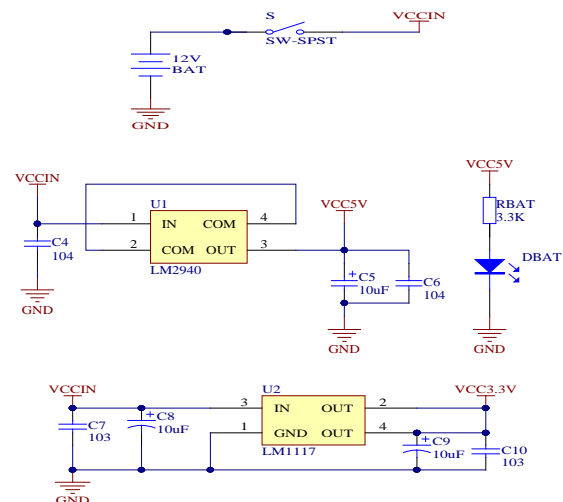 S
VCCIN
SW-SPST
12V
BAT
GND
VCCIN
U1
1 IN COM 4
2 COM OUT 3
LM2940
C4
104
GND
VCC5V
C5
10uF
C6
104
GND
VCC5V
RBAT
3.3K
DBAT
GND
VCCIN
C7
103
C8
10uF
GND
U2
3 IN OUT 2
1 GND OUT 4
LM1117
VCC3.3V
C9
10uF
C10
103